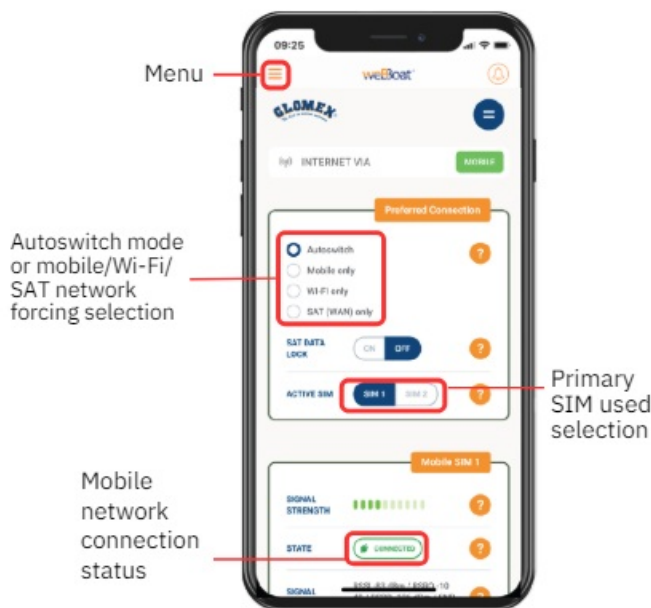 09:25
Menu
weBBoat
GLOMEX
INTERNET VIA
MOBILE
Preferred Connection
Autoswitch mode
or mobile/Wi-Fi/
SAT network
forcing selection
Autoswitch
Mobile only
Wi-Fi only
SAT (WAN) only
SAT DATA
LOCK
ON OFF
ACTIVE SIM
SIM 1 SIM 2
Primary
SIM used
selection
Mobile SIM 1
Mobile
network
connection
status
SIGNAL
STRENGTH
STATE
CONNECTED
SIGNAL